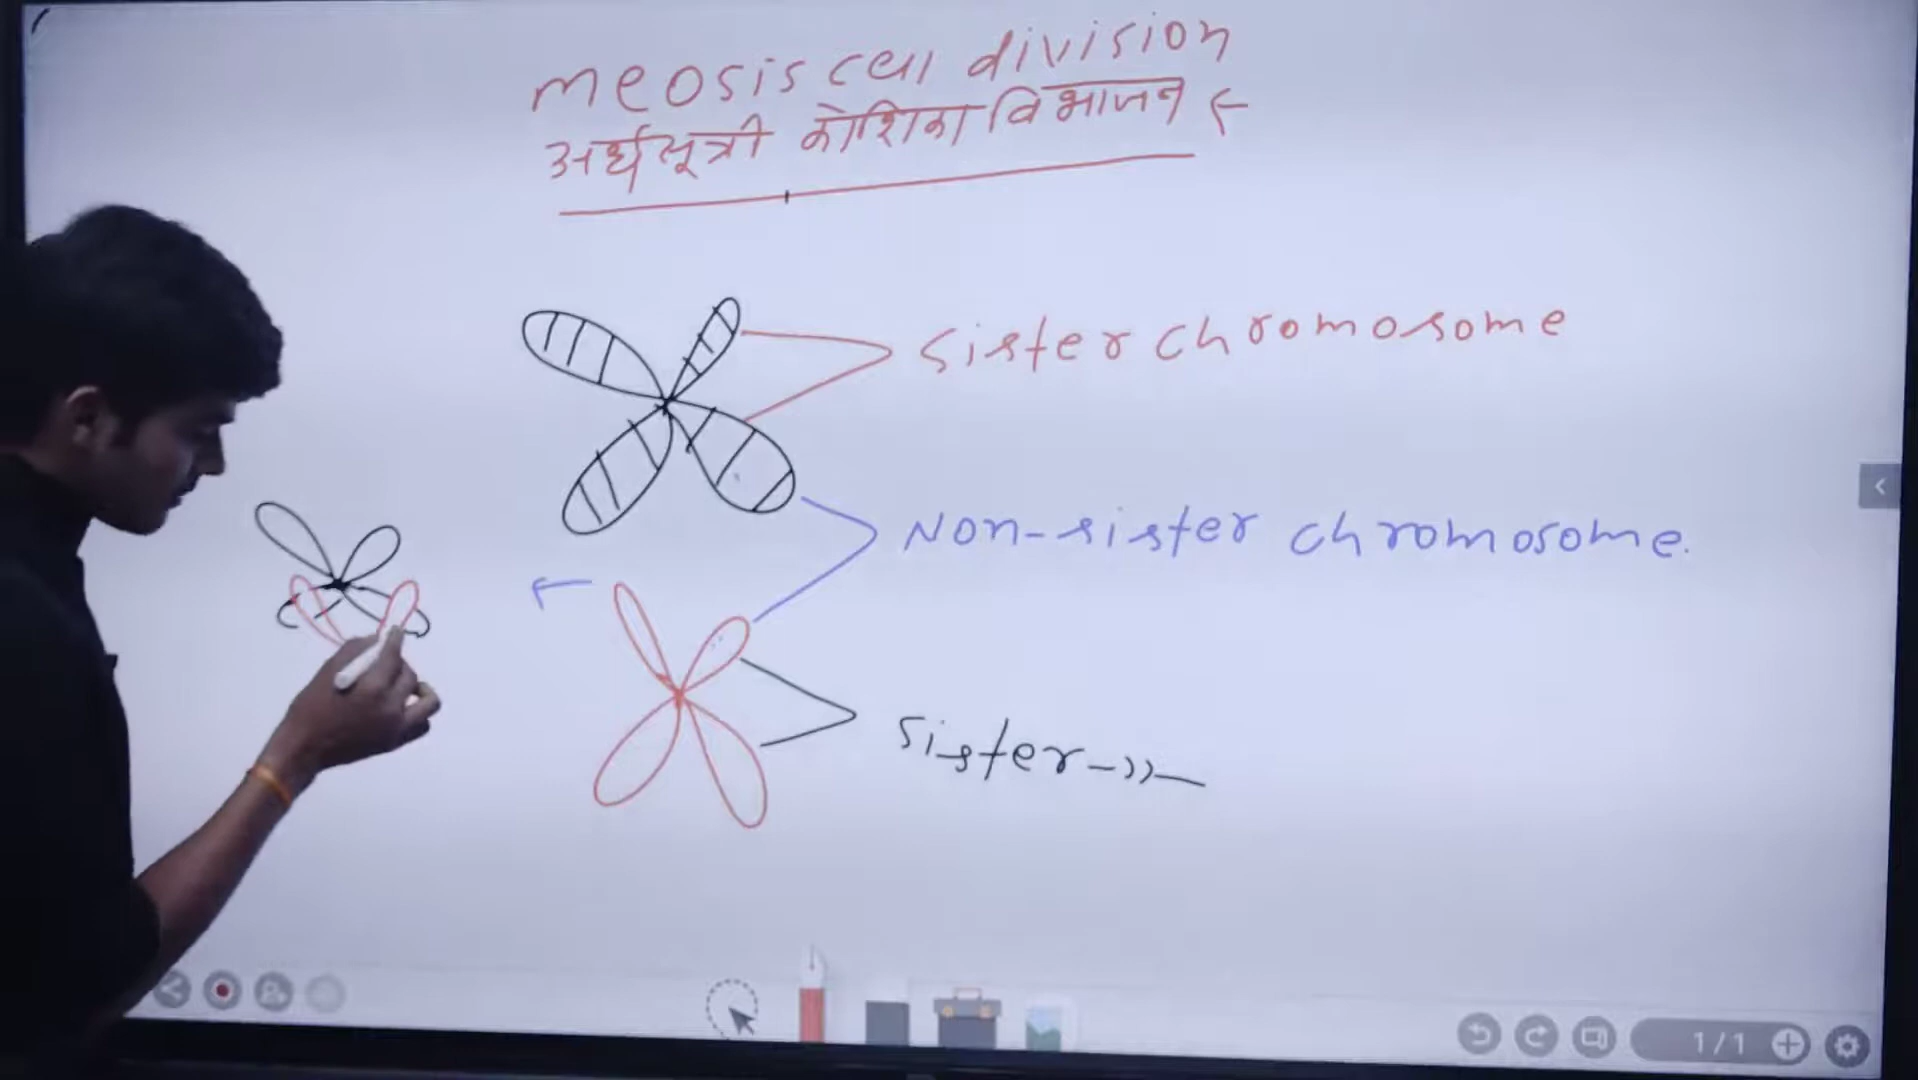 meosis cell division
अर्धसूत्री कोशिका विभाजन
Sister chromosome
Non-sister chromosome.
Sister-〃-
1/1